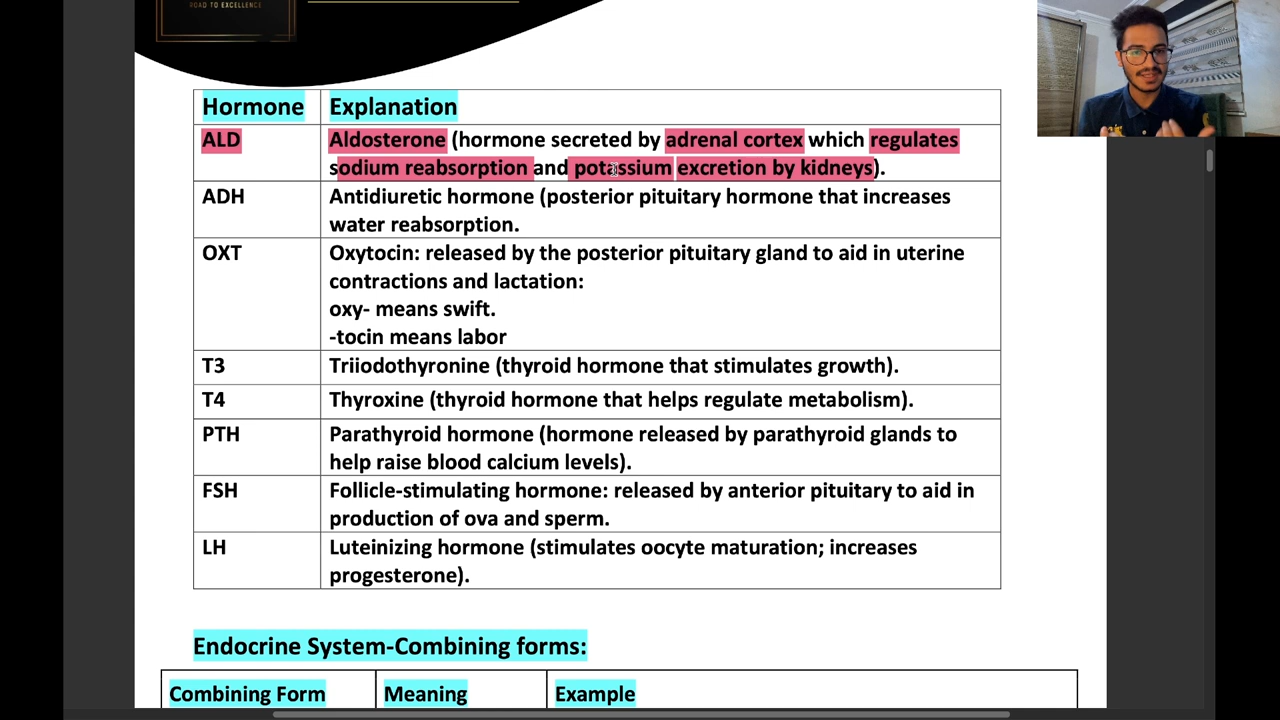 ROAD TO EXCELLENCE
Hormone Explanation
ALD Aldosterone (hormone secreted by adrenal cortex which regulates
sodium reabsorption and potassium excretion by kidneys).
ADH Antidiuretic hormone (posterior pituitary hormone that increases
water reabsorption.
OXT Oxytocin: released by the posterior pituitary gland to aid in uterine
contractions and lactation:
oxy- means swift.
-tocin means labor
T3 Triiodothyronine (thyroid hormone that stimulates growth).
T4 Thyroxine (thyroid hormone that helps regulate metabolism).
PTH Parathyroid hormone (hormone released by parathyroid glands to
help raise blood calcium levels).
FSH Follicle-stimulating hormone: released by anterior pituitary to aid in
production of ova and sperm.
LH Luteinizing hormone (stimulates oocyte maturation; increases
progesterone).
Endocrine System-Combining forms:
Combining Form Meaning Example